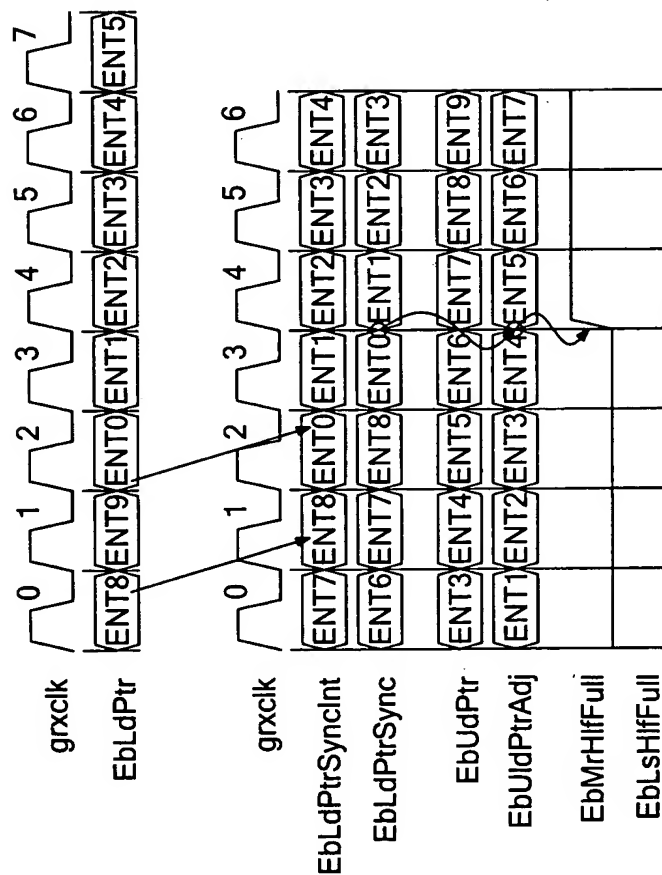 0 1 2 3 4 5 6 7
grxclk
EbLdPtr ENT8 ENT9 ENT0 ENT1 ENT2 ENT3 ENT4 ENT5
0 1 2 3 4 5 6
grxclk
EbLdPtrSyncInt ENT7 ENT8 ENT0 ENT1 ENT2 ENT3 ENT4
EbLdPtrSync ENT6 ENT7 ENT8 ENT0 ENT1 ENT2 ENT3
EbUdPtr ENT3 ENT4 ENT5 ENT6 ENT7 ENT8 ENT9
EbUldPtrAdj ENT1 ENT2 ENT3 ENT4 ENT5 ENT6 ENT7
EbMrHlfFull
EbLsHlfFull